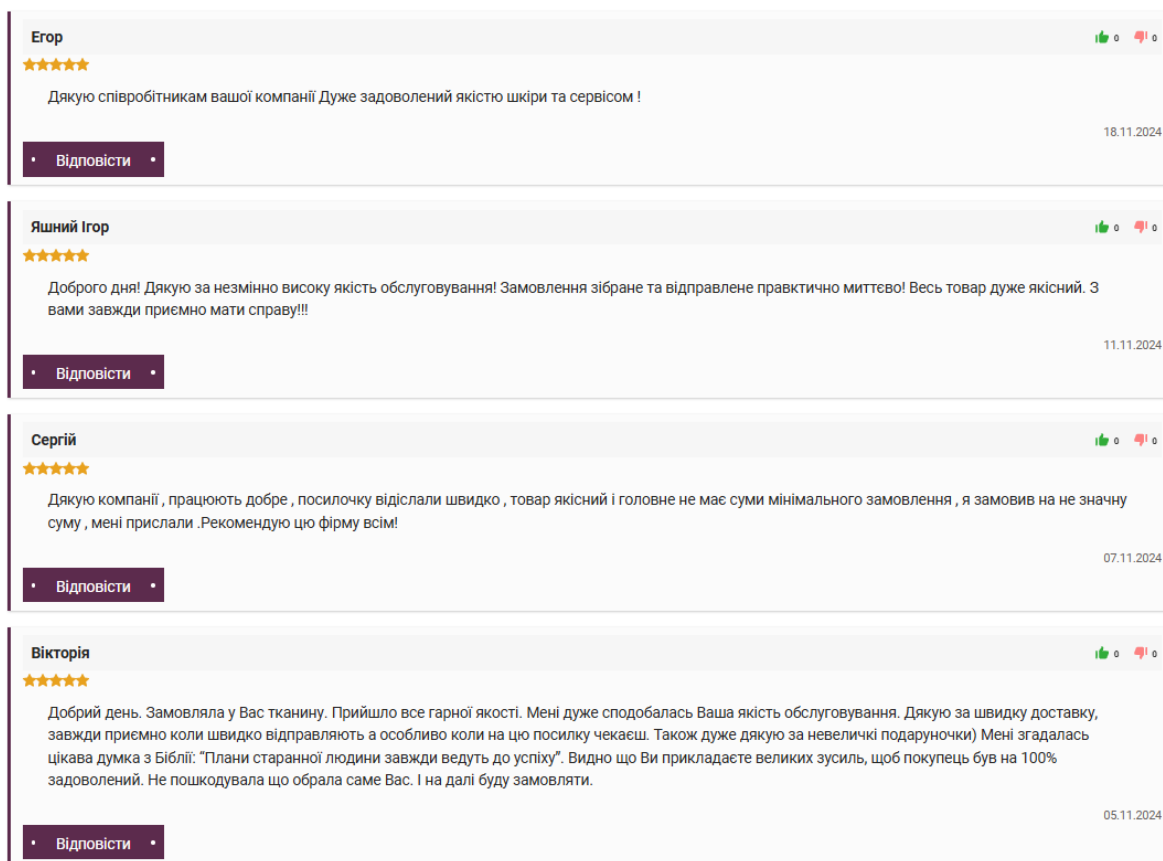 Егор
0 0
Дякую співробітникам вашої компанії Дуже задоволений якістю шкіри та сервісом !
18.11.2024
• Відповісти •
Яшний Ігор
0 0
Доброго дня! Дякую за незмінно високу якість обслуговування! Замовлення зібране та відправлене правктично миттєво! Весь товар дуже якісний. З
вами завжди приємно мати справу!!!
11.11.2024
• Відповісти •
Сергій
0 0
Дякую компанії , працюють добре , посилочку відіслали швидко , товар якісний і головне не має суми мінімального замовлення , я замовив на не значну
суму , мені прислали .Рекомендую цю фірму всім!
07.11.2024
• Відповісти •
Вікторія
0 0
Добрий день. Замовляла у Вас тканину. Прийшло все гарної якості. Мені дуже сподобалась Ваша якість обслуговування. Дякую за швидку доставку,
завжди приємно коли швидко відправляють а особливо коли на цю посилку чекаєш. Також дуже дякую за невеличкі подаруночки) Мені згадалась
цікава думка з Біблії: “Плани старанної людини завжди ведуть до успіху”. Видно що Ви прикладаєте великих зусиль, щоб покупець був на 100%
задоволений. Не пошкодувала що обрала саме Вас. І на далі буду замовляти.
05.11.2024
• Відповісти •